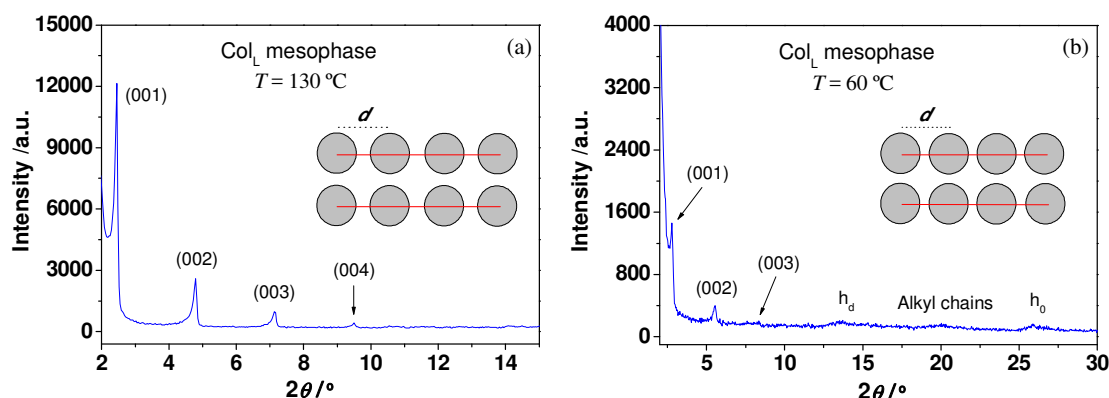 15000
12000
9000
6000
3000
0
Intensity /a.u.
Col_L mesophase
T = 130 ºC
(a)
(001)
d
(002)
(003)
(004)
2 4 6 8 10 12 14
2θ /º
4000
3200
2400
1600
800
0
Intensity /a.u.
Col_L mesophase
T = 60 ºC
(b)
d
(001)
(002)
(003)
h_d
Alkyl chains
h_0
5 10 15 20 25 30
2θ /º